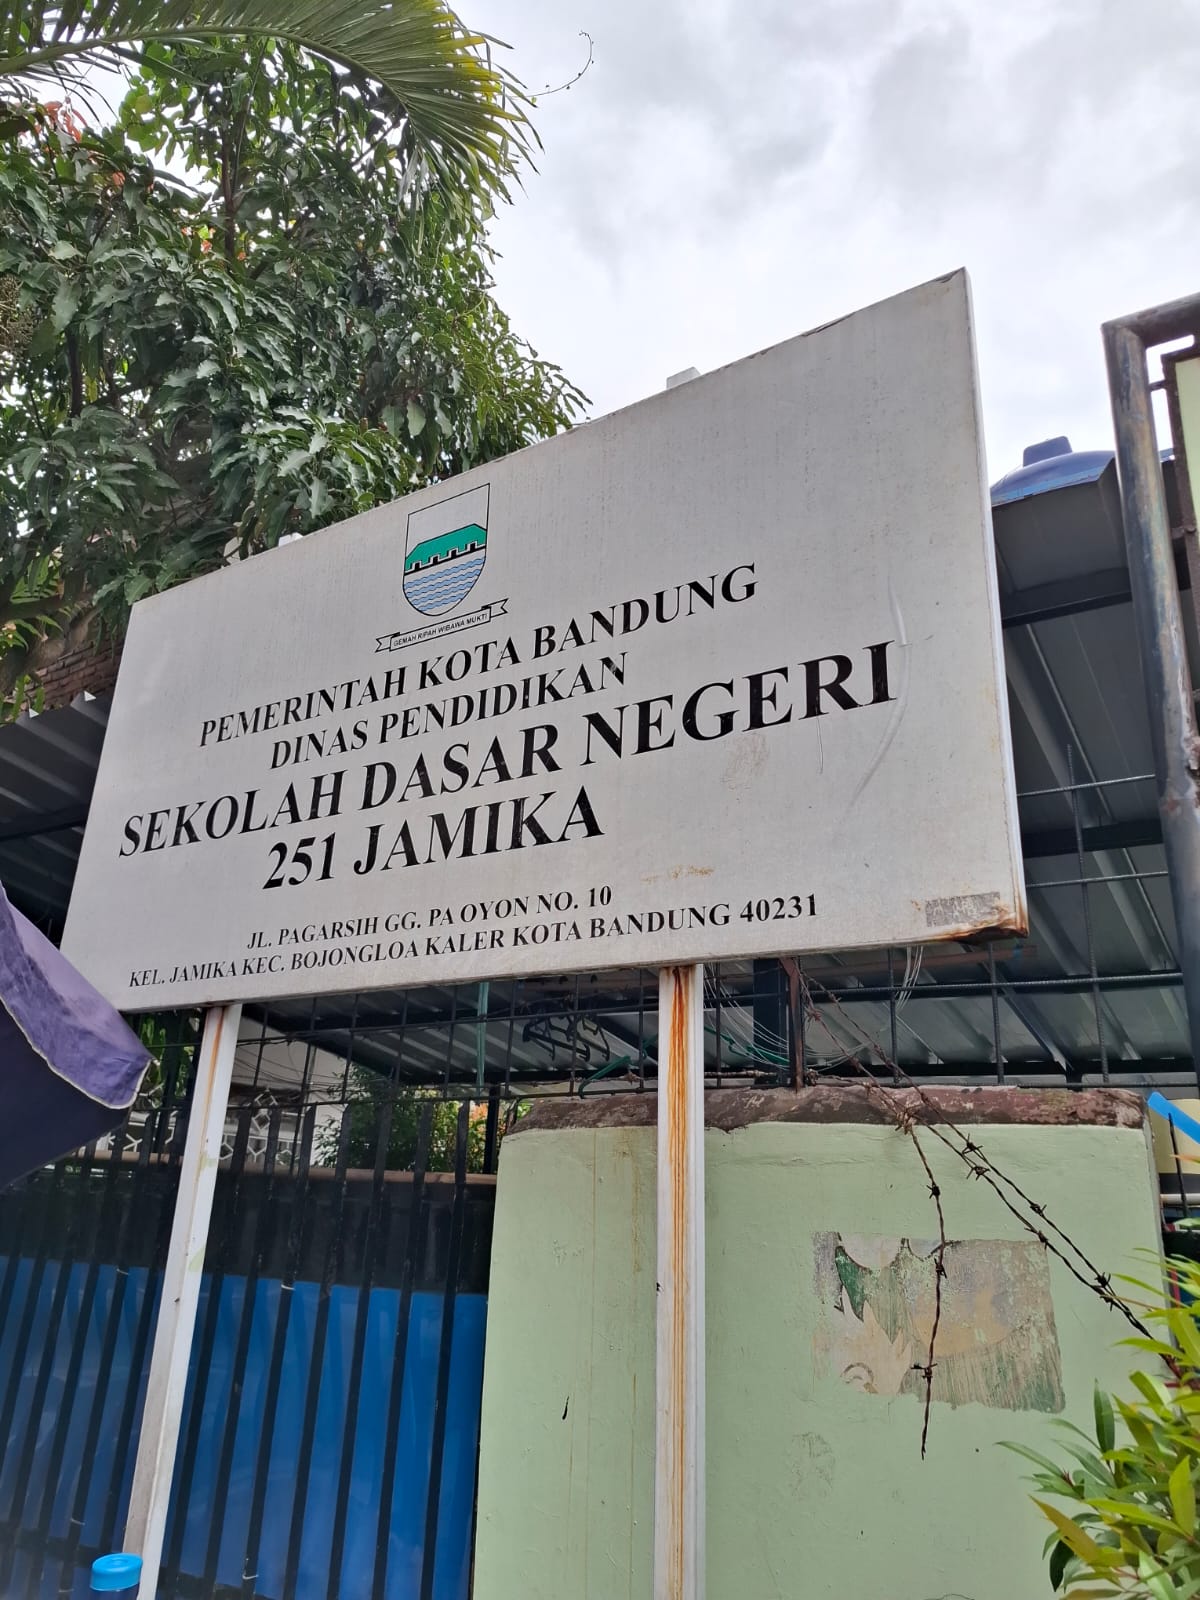 GEMAH RIPAH WIBAWA MUKTI
PEMERINTAH KOTA BANDUNG
DINAS PENDIDIKAN
SEKOLAH DASAR NEGERI
251 JAMIKA
JL. PAGARSIH GG. PA OYON NO. 10
KEL. JAMIKA KEC. BOJONGLOA KALER KOTA BANDUNG 40231